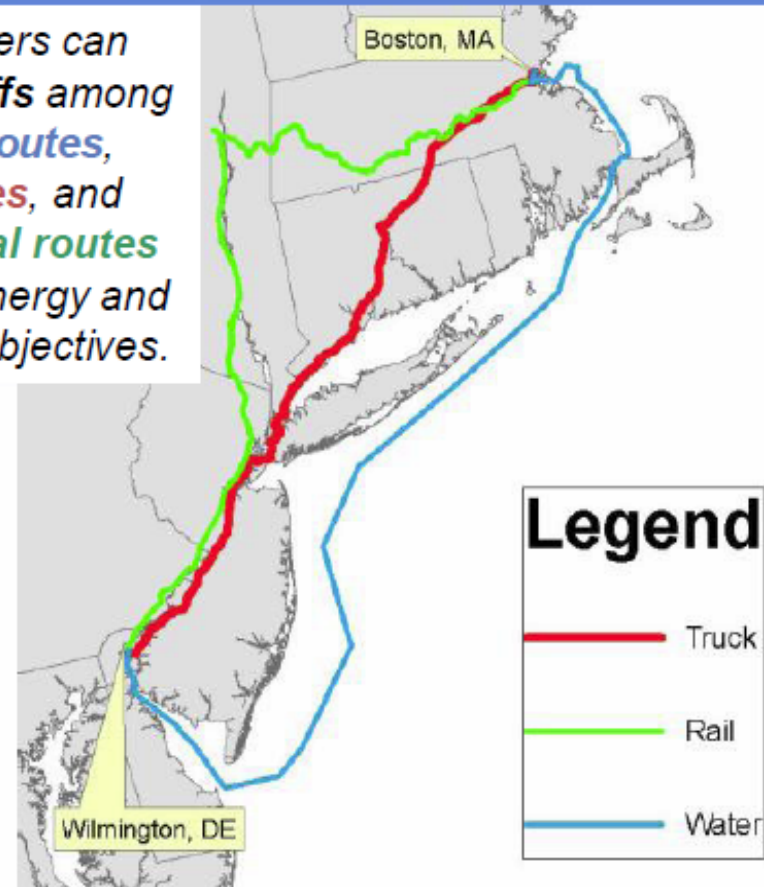 ers can
ffs among
outes,
es, and
al routes
nergy and
bjectives.
Boston, MA
Legend
Truck
Rail
Water
Wilmington, DE